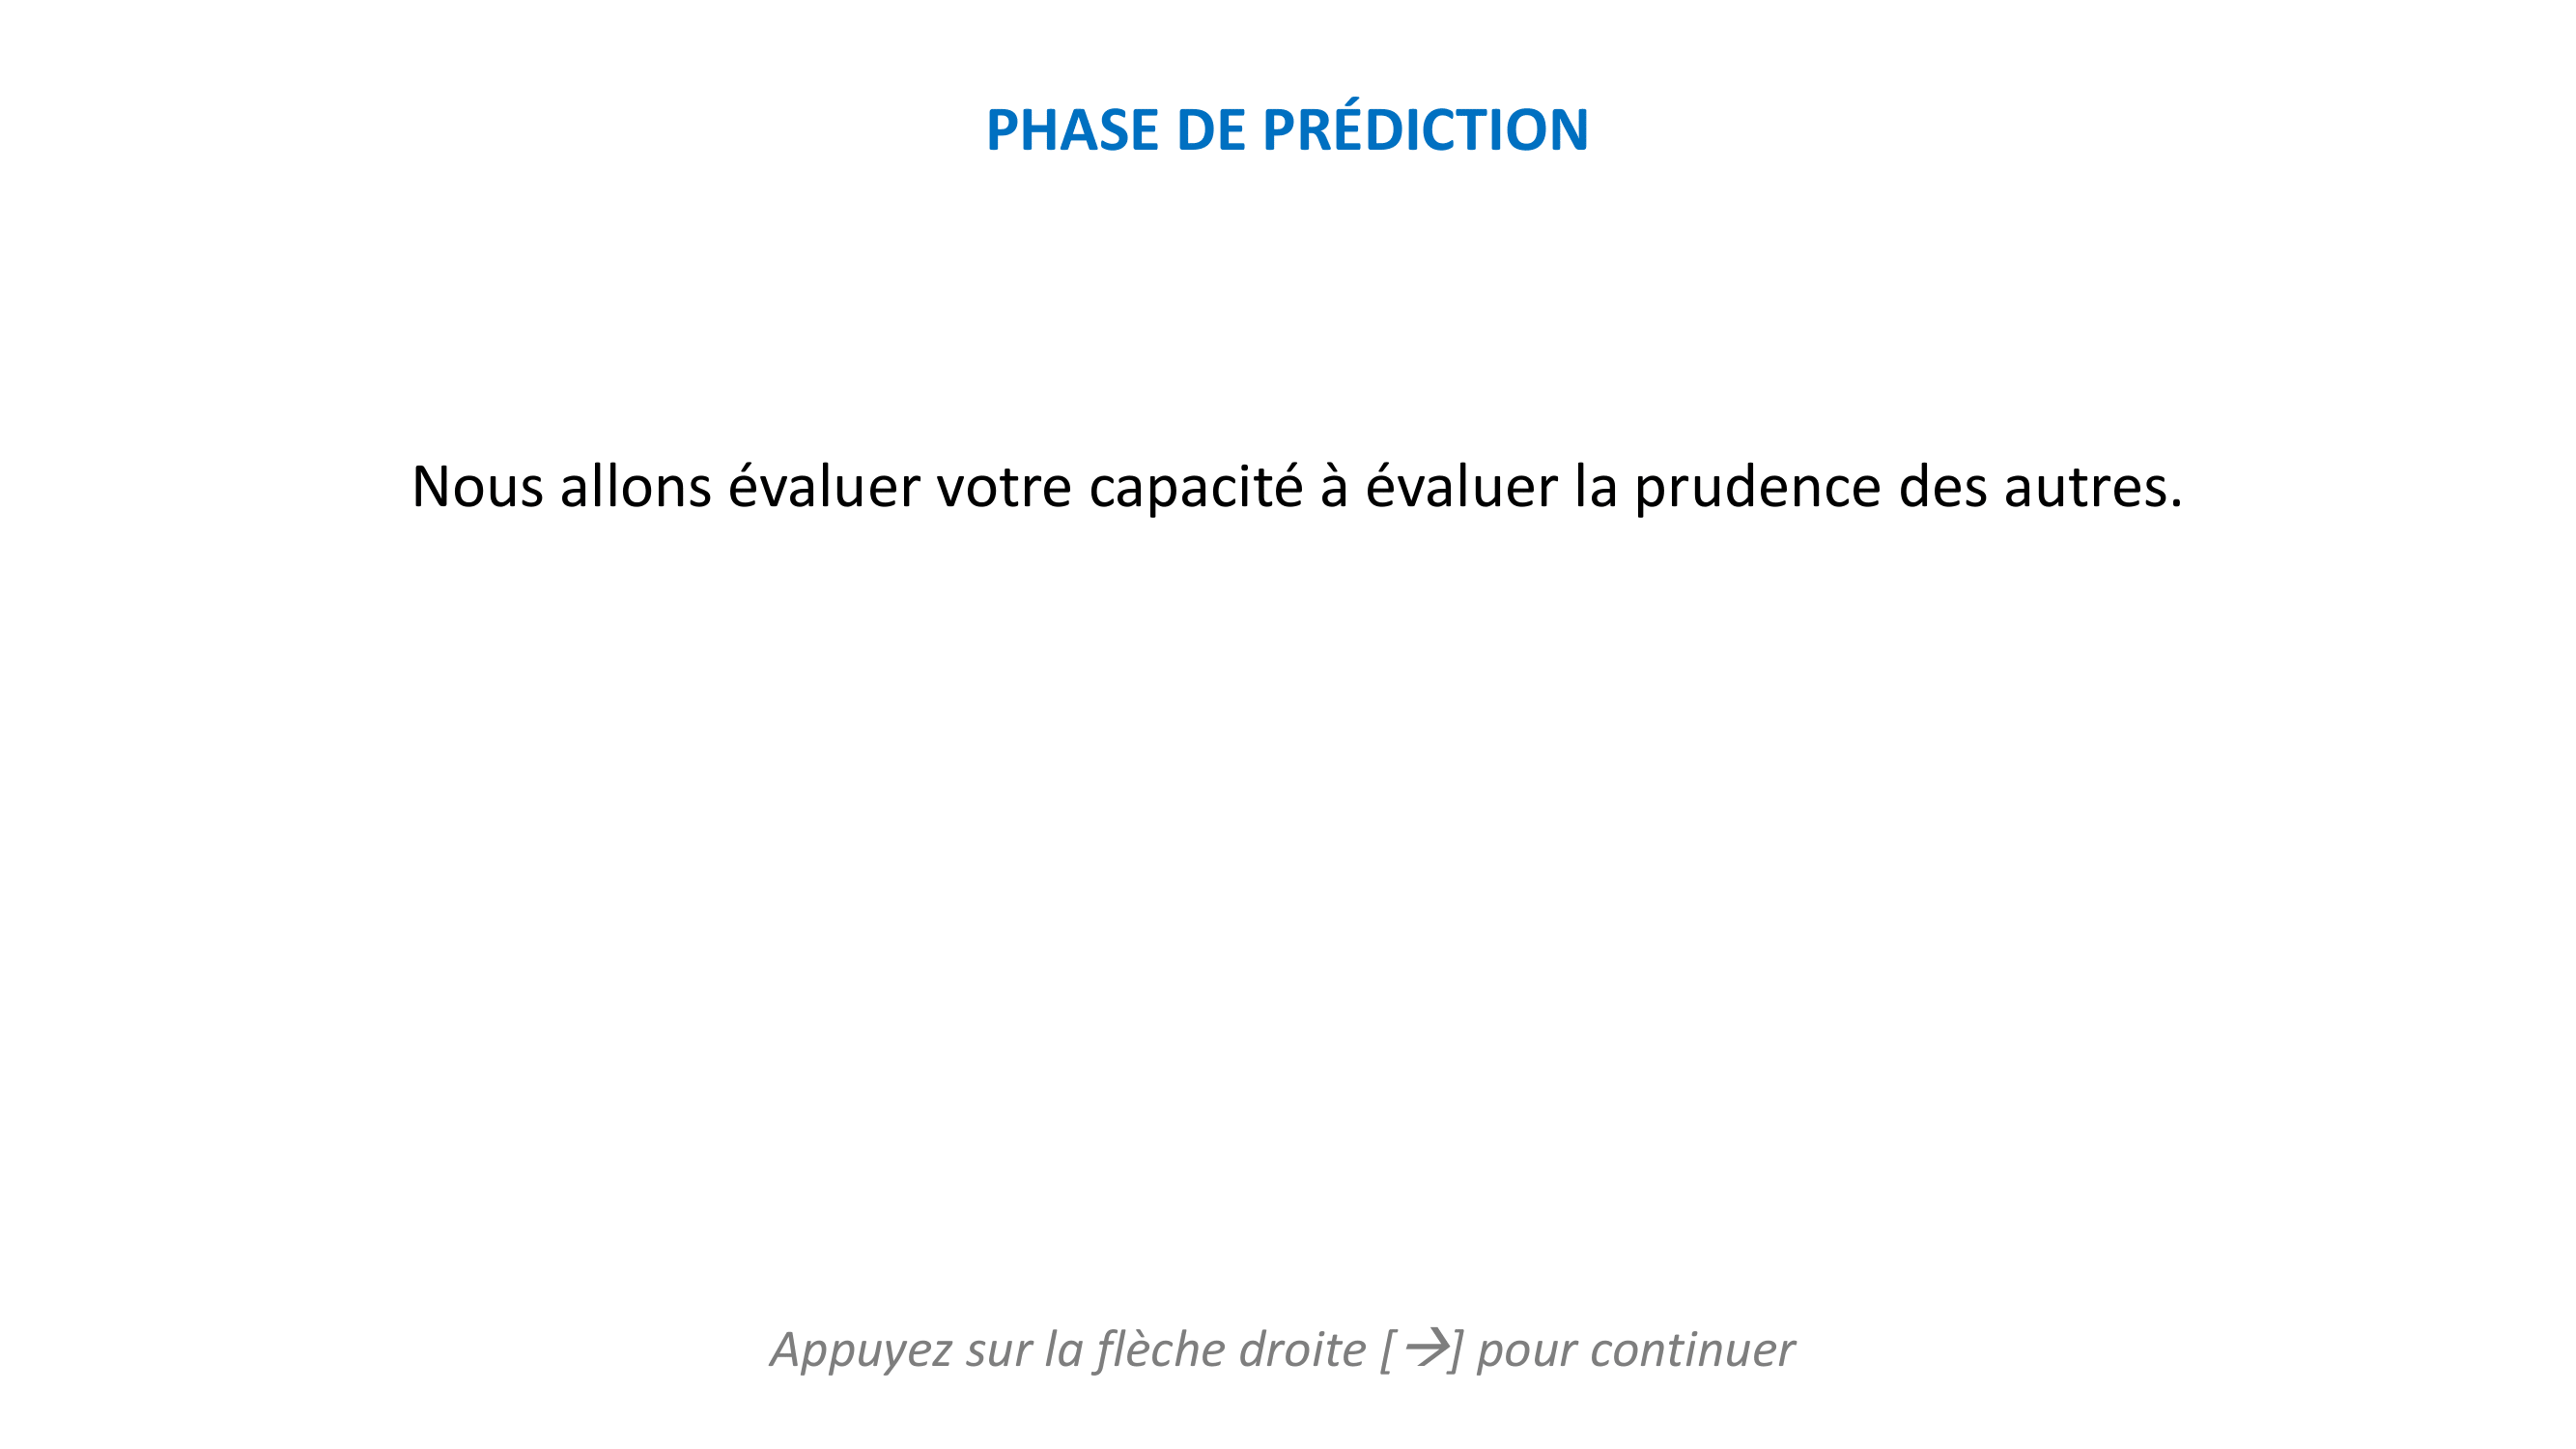 PHASE DE PRÉDICTION
Nous allons évaluer votre capacité à évaluer la prudence des autres.
Appuyez sur la flèche droite [→] pour continuer